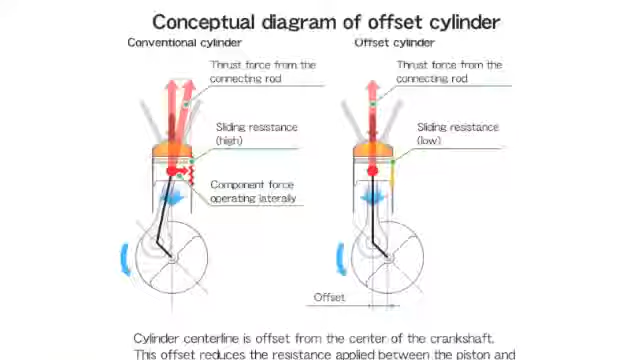 Conceptual diagram of offset cylinder
Conventional cylinder
Offset cylinder
Thrust force from the
connecting rod
Thrust force from the
connecting rod
Sliding resistance
(high)
Sliding resistance
(low)
Component force
operating laterally
Offset
Cylinder centerline is offset from the center of the crankshaft.
This offset reduces the resistance applied between the piston and